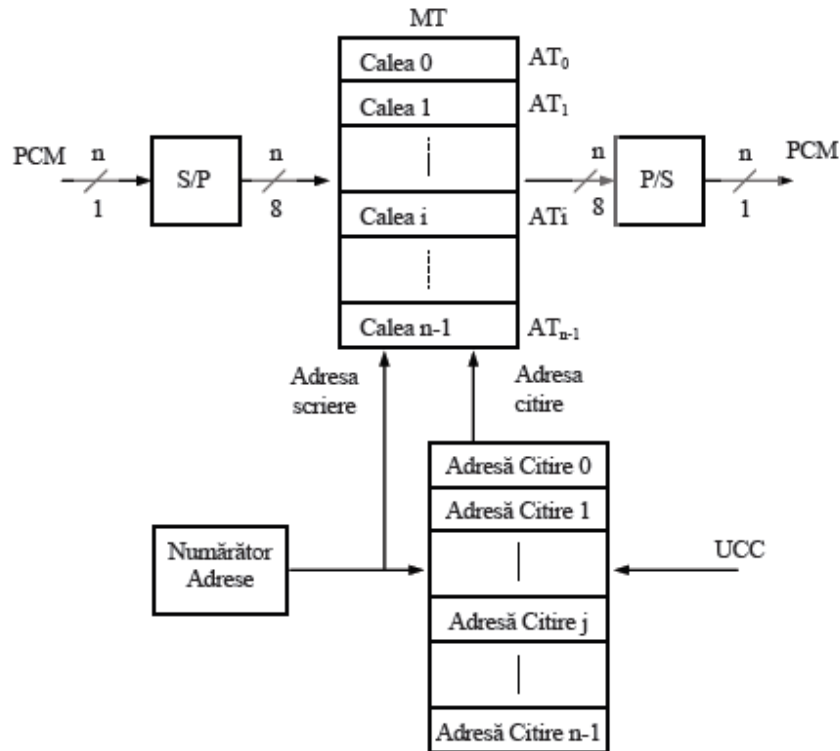 MT
Calea 0
AT₀
Calea 1
AT₁
PCM
n
1
S/P
n
8
n
8
P/S
n
1
PCM
Calea i
ATi
Calea n-1
ATₙ₋₁
Adresa
scriere
Adresa
citire
Adresă Citire 0
Adresă Citire 1
Numărător
Adrese
UCC
Adresă Citire j
Adresă Citire n-1